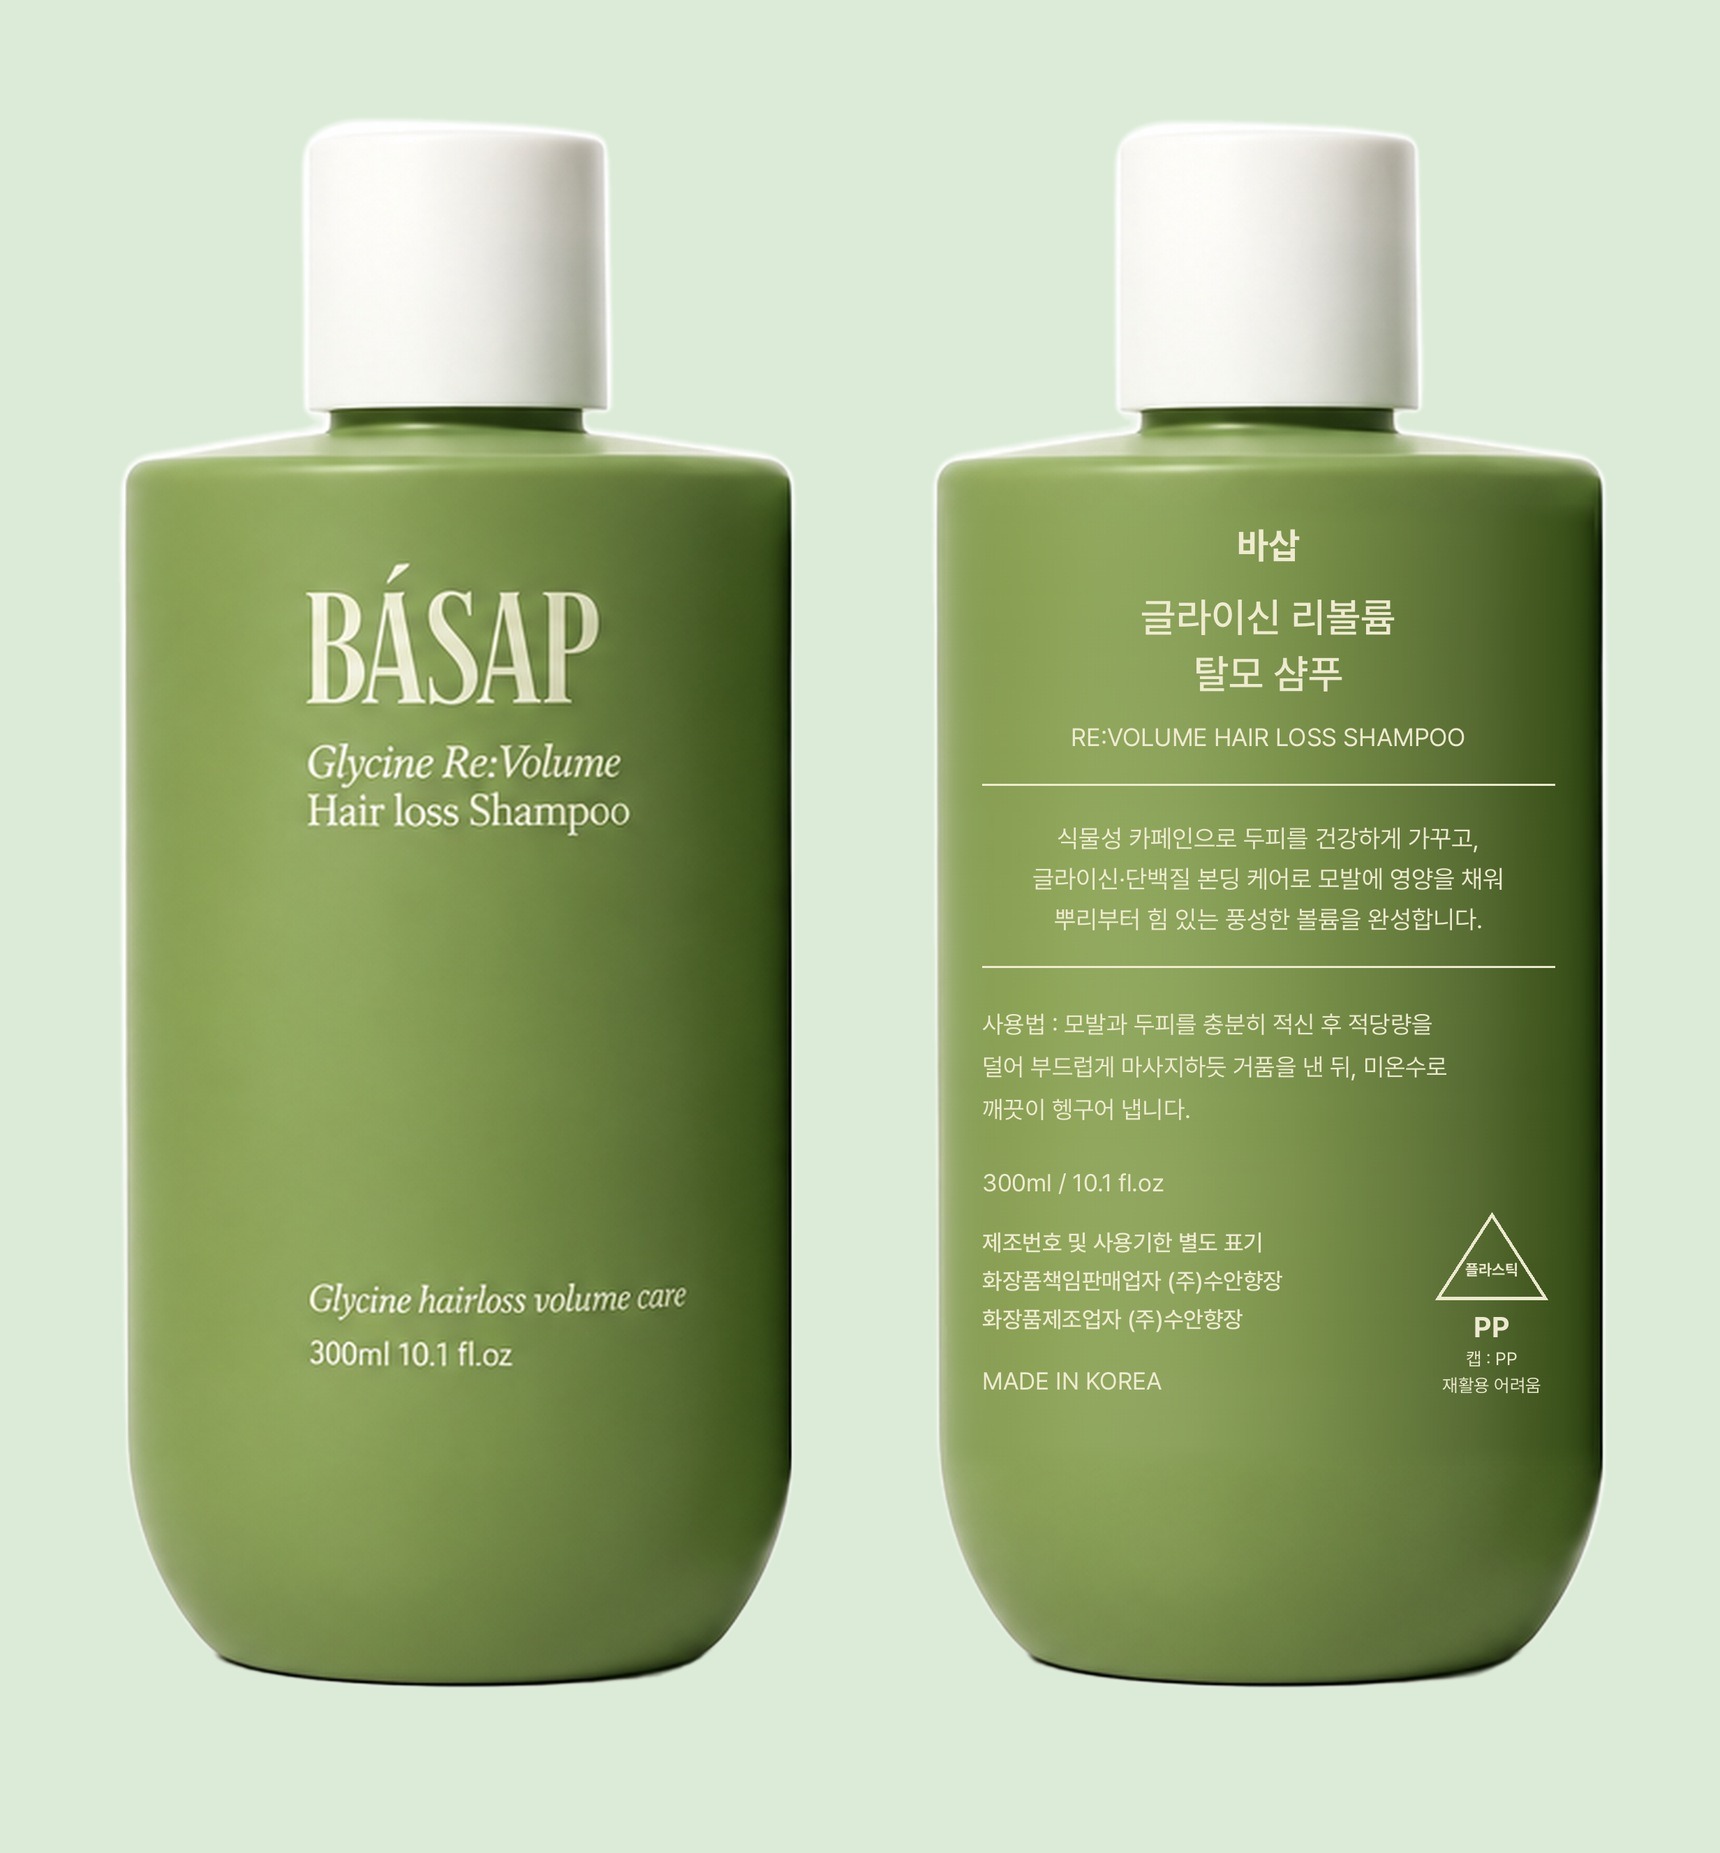 BÁSAP
Glycine Re:Volume
Hair loss Shampoo
Glycine hairloss volume care
300ml 10.1 fl.oz
바삽
글라이신 리볼륨
탈모 샴푸
RE:VOLUME HAIR LOSS SHAMPOO
식물성 카페인으로 두피를 건강하게 가꾸고,
글라이신·단백질 본딩 케어로 모발에 영양을 채워
뿌리부터 힘 있는 풍성한 볼륨을 완성합니다.
사용법 : 모발과 두피를 충분히 적신 후 적당량을
덜어 부드럽게 마사지하듯 거품을 낸 뒤, 미온수로
깨끗이 헹구어 냅니다.
300ml / 10.1 fl.oz
제조번호 및 사용기한 별도 표기
화장품책임판매업자 (주)수안향장
화장품제조업자 (주)수안향장
MADE IN KOREA
플라스틱
PP
캡 : PP
재활용 어려움